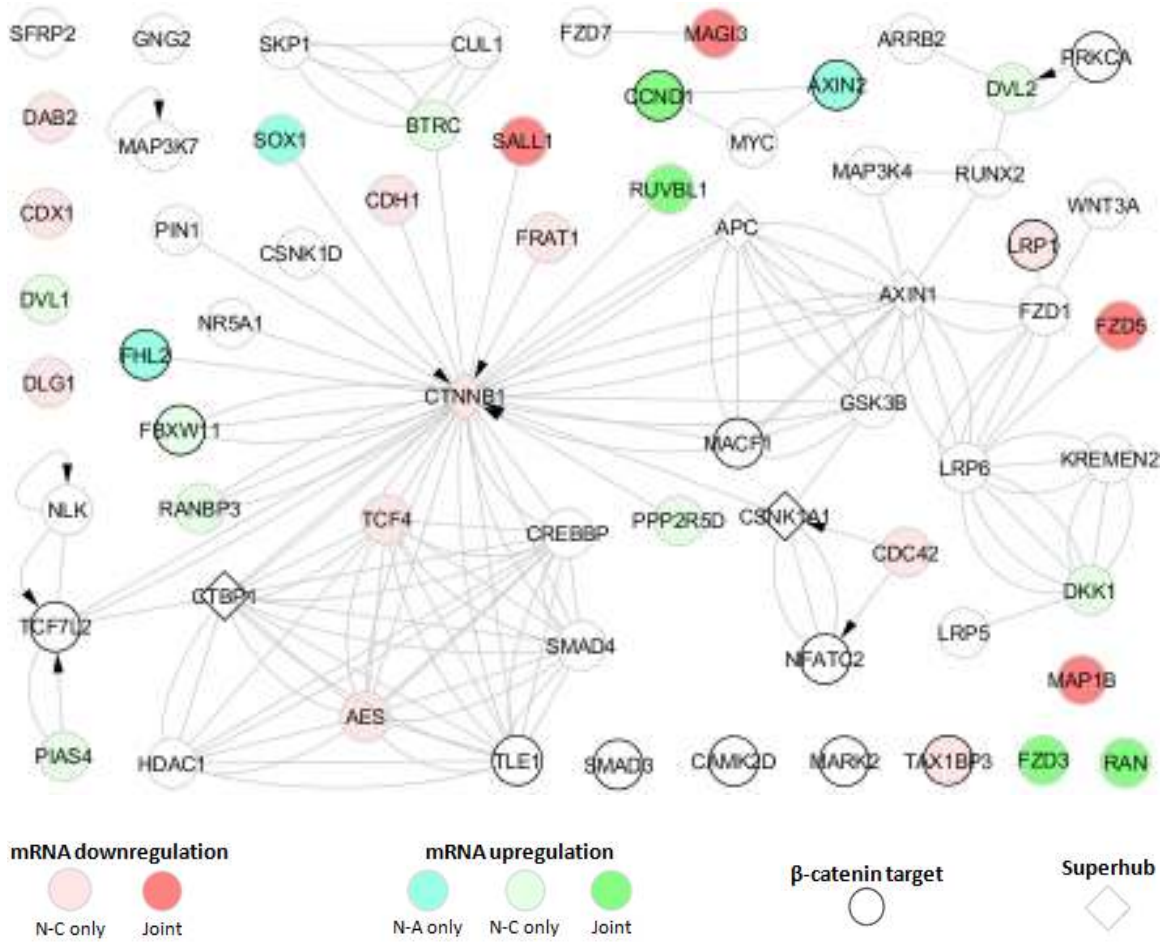 SFRP2
GNG2
SKP1
CUL1
FZD7
MAGI3
ARRB2
PRKCA
DAB2
MAP3K7
SOX1
BTRC
SALL1
CCND1
AXIN2
DVL2
MYC
CDX1
PIN1
CSNK1D
CDH1
FRAT1
RUVBL1
APC
MAP3K4
RUNX2
WNT3A
LRP1
DVL1
NR5A1
AXIN1
FZD1
FZD5
FHL2
DLG1
CTNNB1
GSK3B
FBXW11
MACF1
LRP6
KREMEN2
NLK
RANBP3
TCF4
CREBBP
PPP2R5D
CSNK1A1
CDC42
CTBP1
DKK1
TCF7L2
SMAD4
NFATC2
LRP5
MAP1B
AES
PIAS4
HDAC1
TLE1
SMAD3
CAMK2D
MARK2
TAX1BP3
FZD3
RAN
mRNA downregulation
N-C only
Joint
mRNA upregulation
N-A only
N-C only
Joint
β-catenin target
Superhub